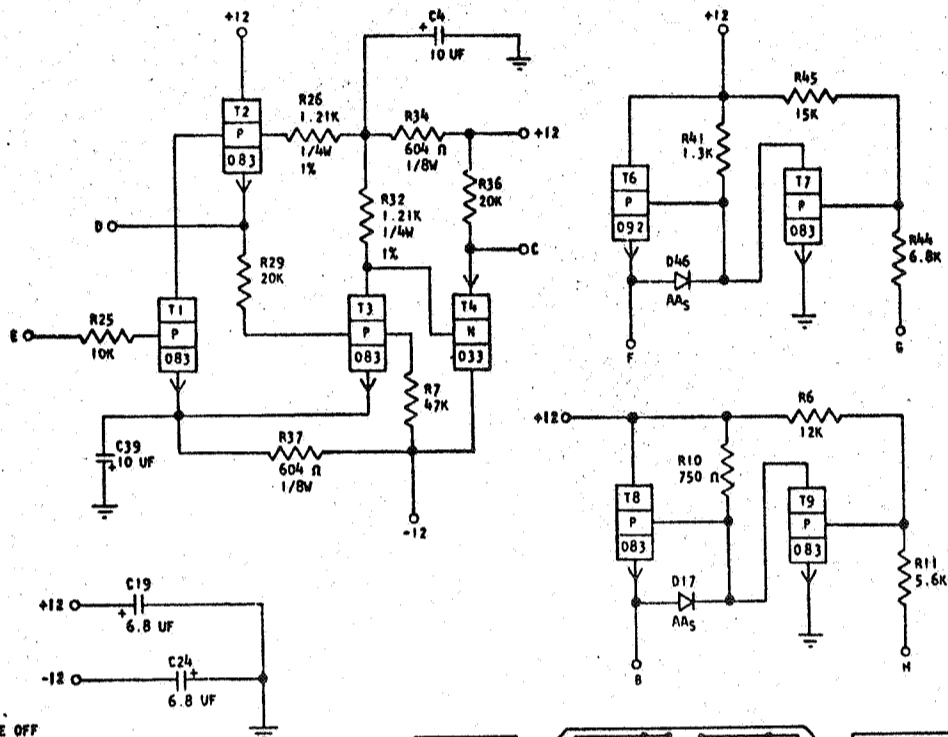 +12
T2
P
083
R26
1.21K
1/4W
1%
C4
+
10 UF
R34
604 Ω
1/8W
+12
R36
20K
R32
1.21K
1/4W
1%
D
C
R29
20K
E
R25
10K
T1
P
083
T3
P
083
T4
N
033
R7
47K
C39
+
10 UF
R37
604 Ω
1/8W
-12
+12
C19
+
6.8 UF
-12
C24
+
6.8 UF
E OFF
+12
R45
15K
R41
1.3K
T6
P
092
T7
P
083
R44
6.8K
D46
AAS
F
G
+12
R6
12K
R10
750 Ω
T8
P
083
T9
P
083
R11
5.6K
D17
AAS
B
H